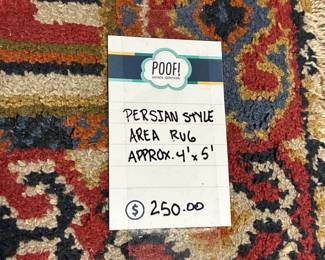 POOF!
PERSIAN STYLE
AREA RUG
APPROX. 4' x 5'
$ 250.00